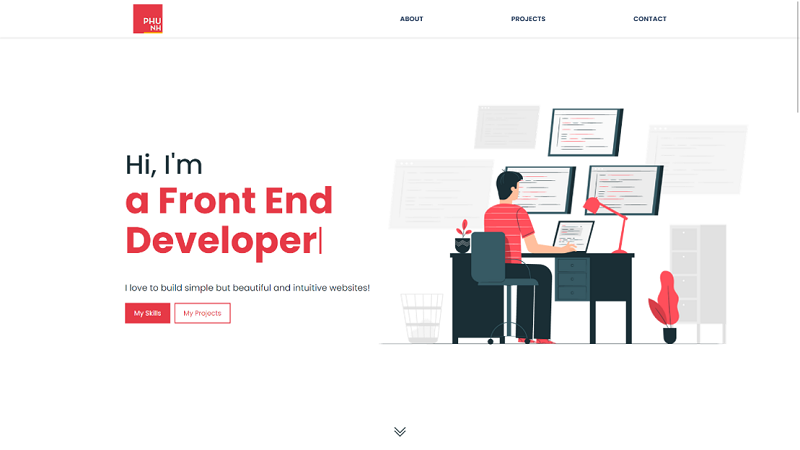 PHU
NH
ABOUT
PROJECTS
CONTACT
Hi, I'm
a Front End
Developer
I love to build simple but beautiful and intuitive websites!
My Skills
My Projects